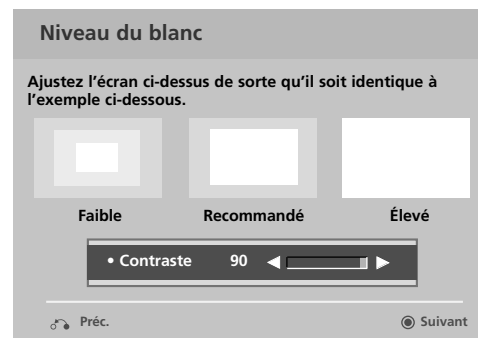 Niveau du blanc
Ajustez l'écran ci-dessus de sorte qu'il soit identique à
l'exemple ci-dessous.
Faible Recommandé Élevé
• Contraste 90
Préc. Suivant